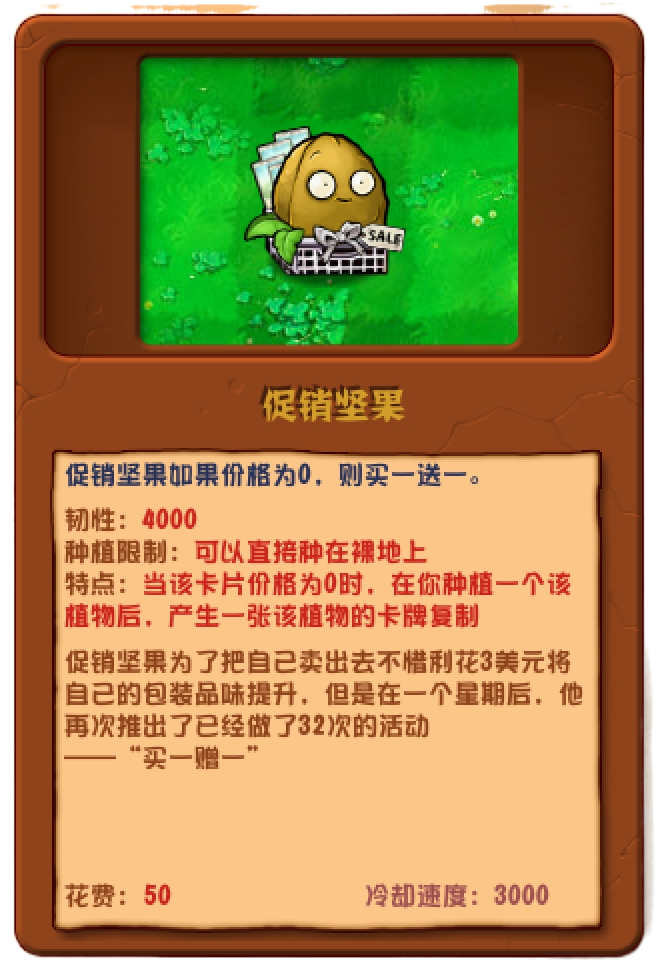 SALE
促销坚果
促销坚果如果价格为0，则买一送一。
韧性：4000
种植限制：可以直接种在裸地上
特点：当该卡片价格为0时，在你种植一个该
植物后，产生一张该植物的卡牌复制
促销坚果为了把自己卖出去不惜利花3美元将
自己的包装品味提升，但是在一个星期后，他
再次推出了已经做了32次的活动
——“买一赠一”
花费：50 冷却速度：3000